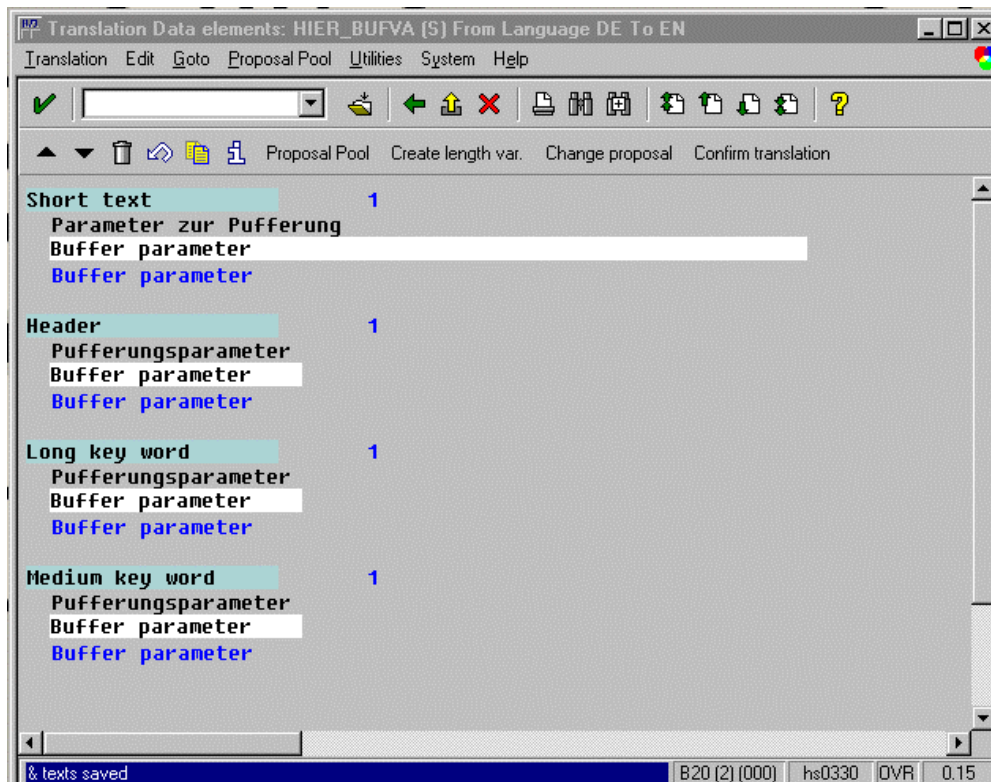 Translation Data elements: HIER_BUFVA (S) From Language DE To EN
Translation Edit Goto Proposal Pool Utilities System Help
Proposal Pool Create length var. Change proposal Confirm translation
Short text 1
Parameter zur Pufferung
Buffer parameter
Buffer parameter
Header 1
Pufferungsparameter
Buffer parameter
Buffer parameter
Long key word 1
Pufferungsparameter
Buffer parameter
Buffer parameter
Medium key word 1
Pufferungsparameter
Buffer parameter
Buffer parameter
& texts saved B20 (2) (000) hs0330 OVR 0.15